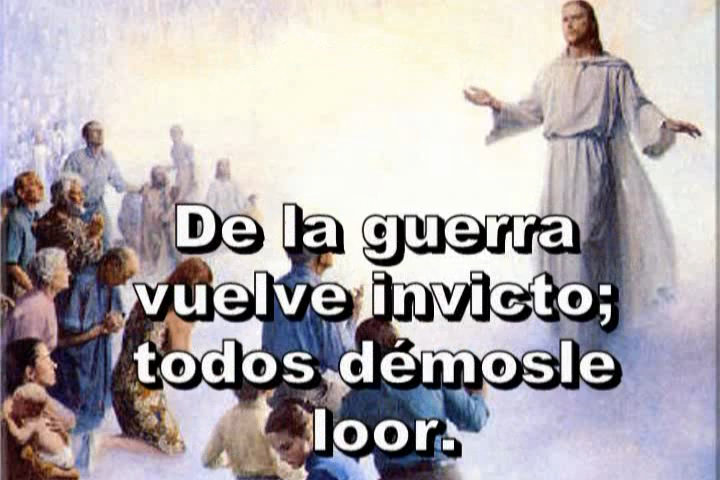 De la guerra
vuelve invicto;
todos démosle
loor.